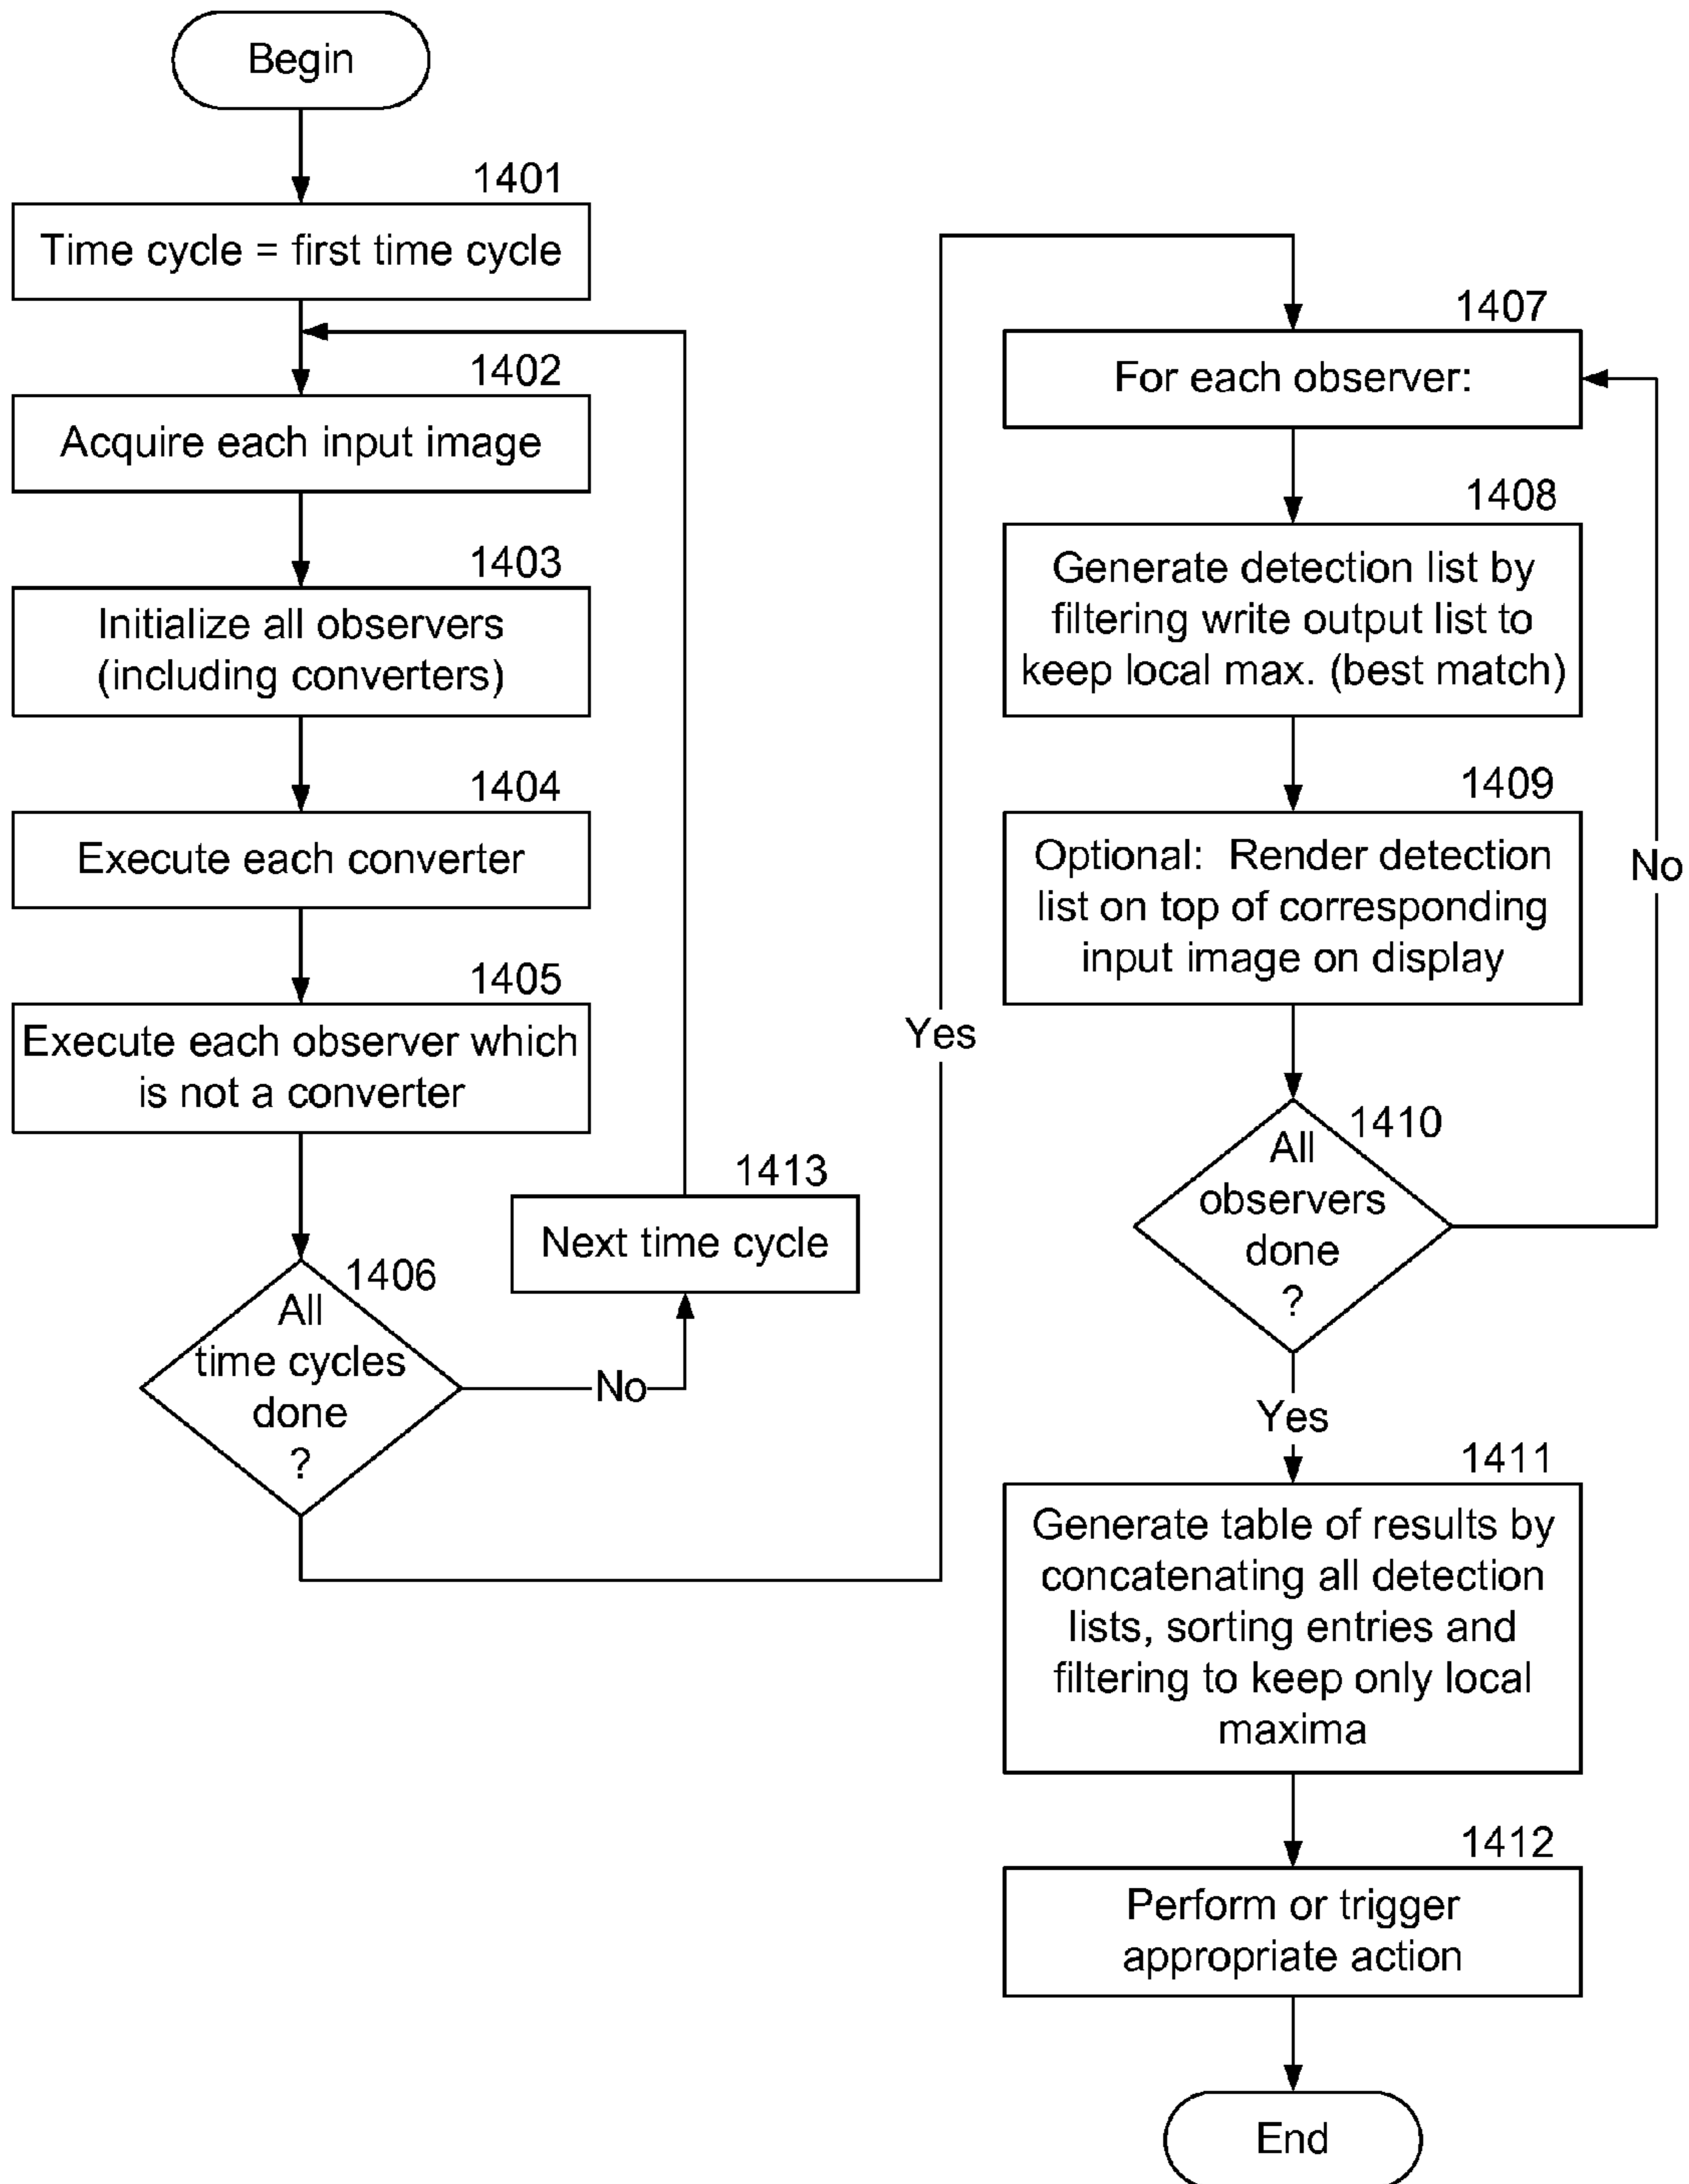 Begin
1401
Time cycle = first time cycle
1402
Acquire each input image
1403
Initialize all observers
(including converters)
1404
Execute each converter
1405
Execute each observer which
is not a converter
1406
All
time cycles
done
?
No
1413
Next time cycle
Yes
1407
For each observer:
1408
Generate detection list by
filtering write output list to
keep local max. (best match)
1409
Optional: Render detection
list on top of corresponding
input image on display
1410
All
observers
done
?
No
Yes
1411
Generate table of results by
concatenating all detection
lists, sorting entries and
filtering to keep only local
maxima
1412
Perform or trigger
appropriate action
End